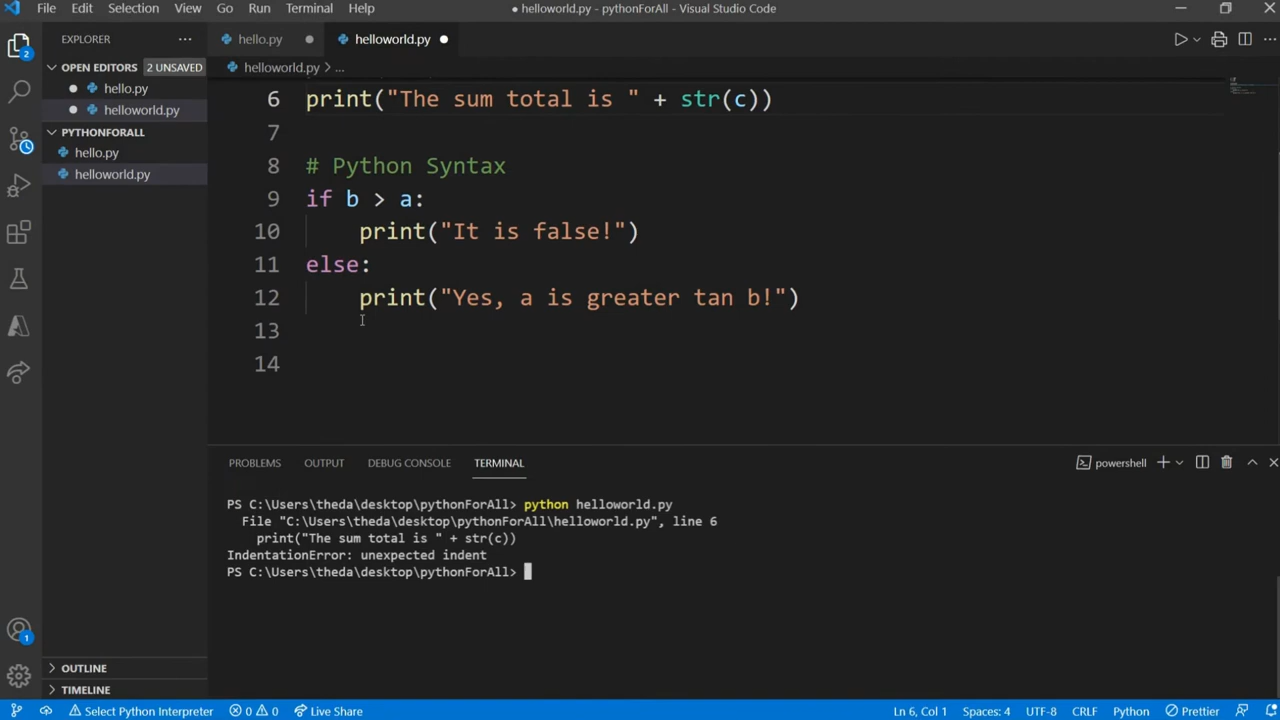 File Edit Selection View Go Run Terminal Help
● helloworld.py - pythonForAll - Visual Studio Code
EXPLORER
hello.py
helloworld.py
OPEN EDITORS 2 UNSAVED
helloworld.py > ...
hello.py
helloworld.py
PYTHONFORALL
hello.py
helloworld.py
6 print("The sum total is " + str(c))
7
8 # Python Syntax
9 if b > a:
10 print("It is false!")
11 else:
12 print("Yes, a is greater tan b!")
13
14
PROBLEMS OUTPUT DEBUG CONSOLE TERMINAL
powershell
PS C:\Users\theda\desktop\pythonForAll> python helloworld.py
File "C:\Users\theda\desktop\pythonForAll\helloworld.py", line 6
print("The sum total is " + str(c))
IndentationError: unexpected indent
PS C:\Users\theda\desktop\pythonForAll>
2
1
OUTLINE
TIMELINE
Select Python Interpreter 0 0 Live Share
Ln 6, Col 1 Spaces: 4 UTF-8 CRLF Python Prettier